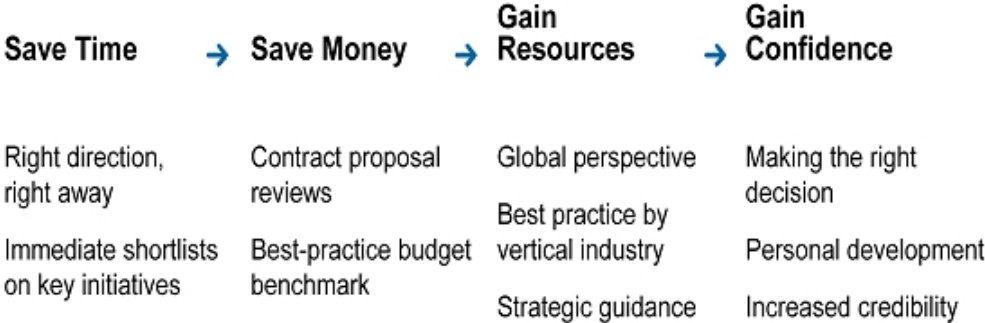 Save Time
Right direction,
right away
Immediate shortlists
on key initiatives
Save Money
Contract proposal
reviews
Best-practice budget
benchmark
Gain
Resources
Global perspective
Best practice by
vertical industry
Strategic guidance
Gain
Confidence
Making the right
decision
Personal development
Increased credibility